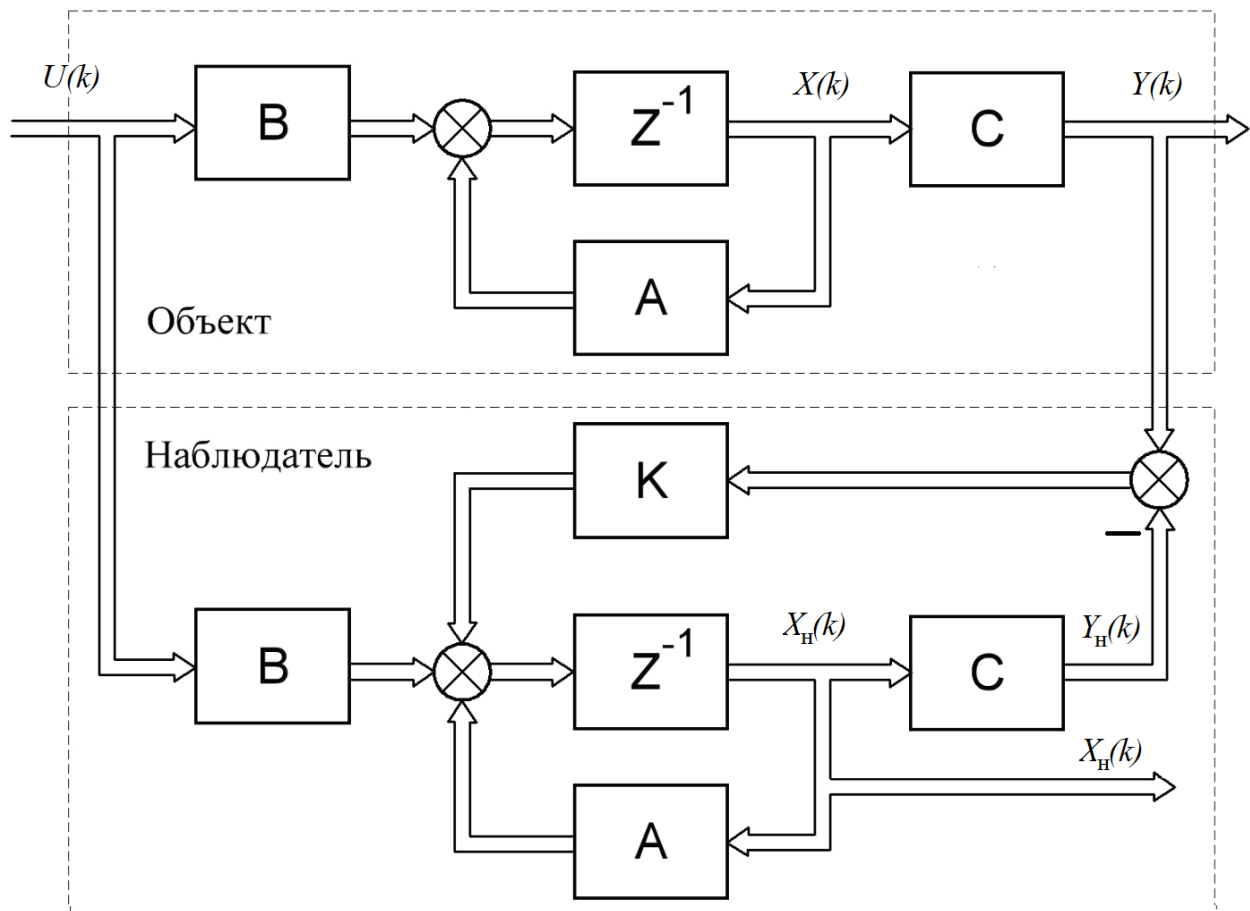 U(k)
B
Z⁻¹
X(k)
C
Y(k)
A
Объект
Наблюдатель
K
B
Z⁻¹
Xн(k)
C
Yн(k)
Xн(k)
A